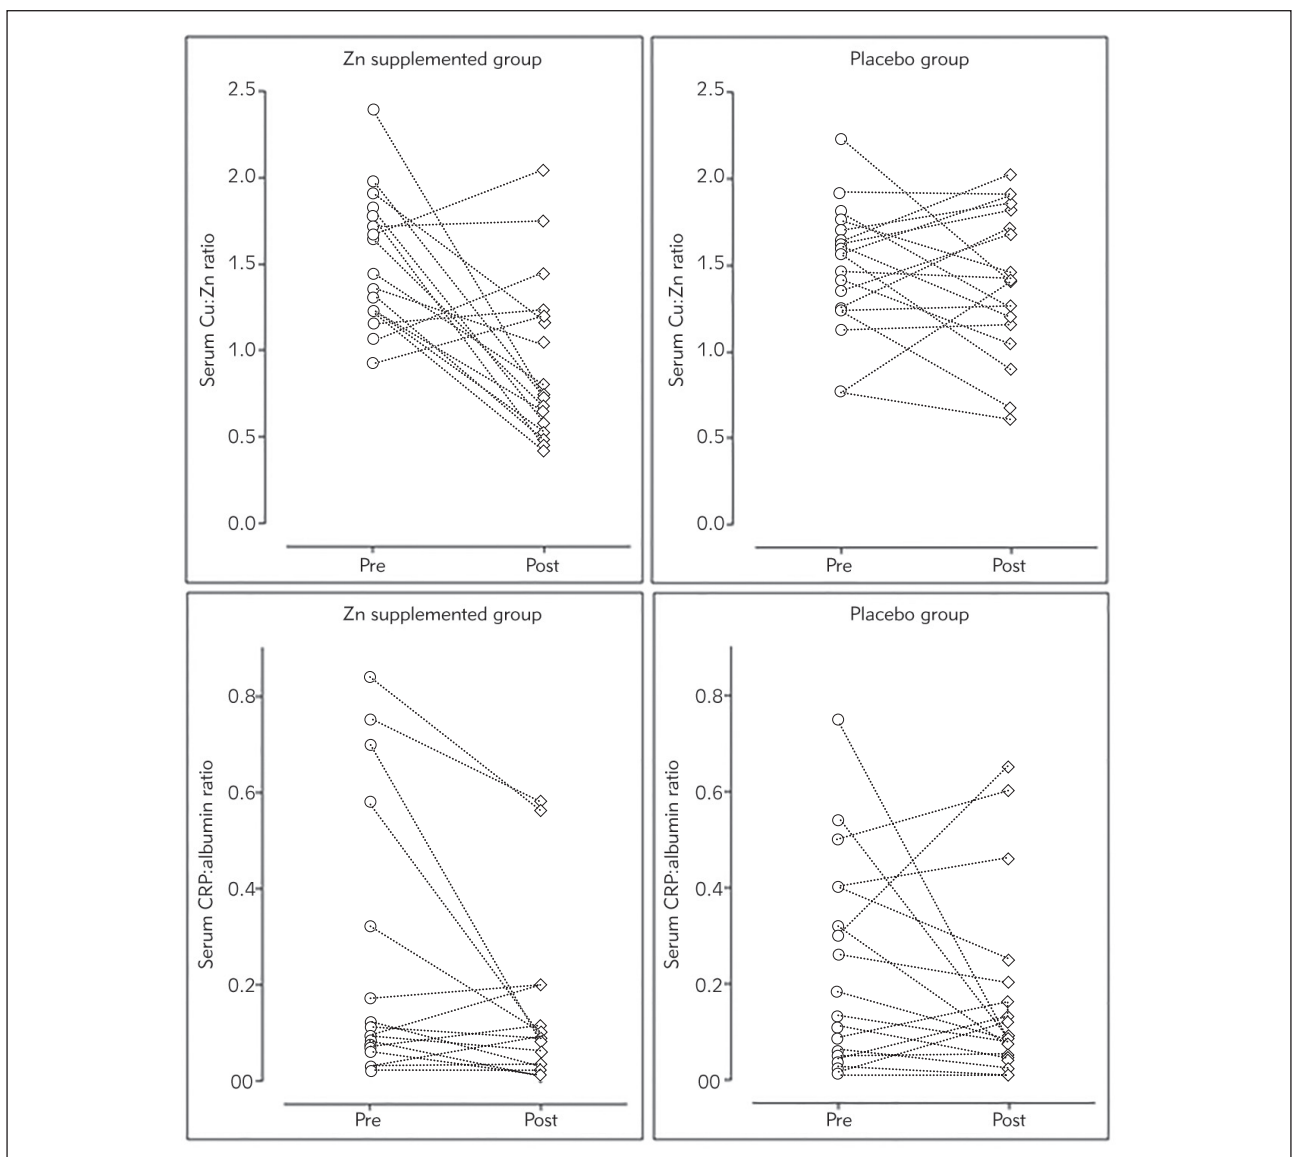 Zn supplemented group
Serum Cu:Zn ratio
2.5
2.0
1.5
1.0
0.5
0.0
Pre Post
Placebo group
Serum Cu:Zn ratio
2.5
2.0
1.5
1.0
0.5
0.0
Pre Post
Zn supplemented group
Serum CRP:albumin ratio
0.8
0.6
0.4
0.2
00
Pre Post
Placebo group
Serum CRP:albumin ratio
0.8
0.6
0.4
0.2
00
Pre Post